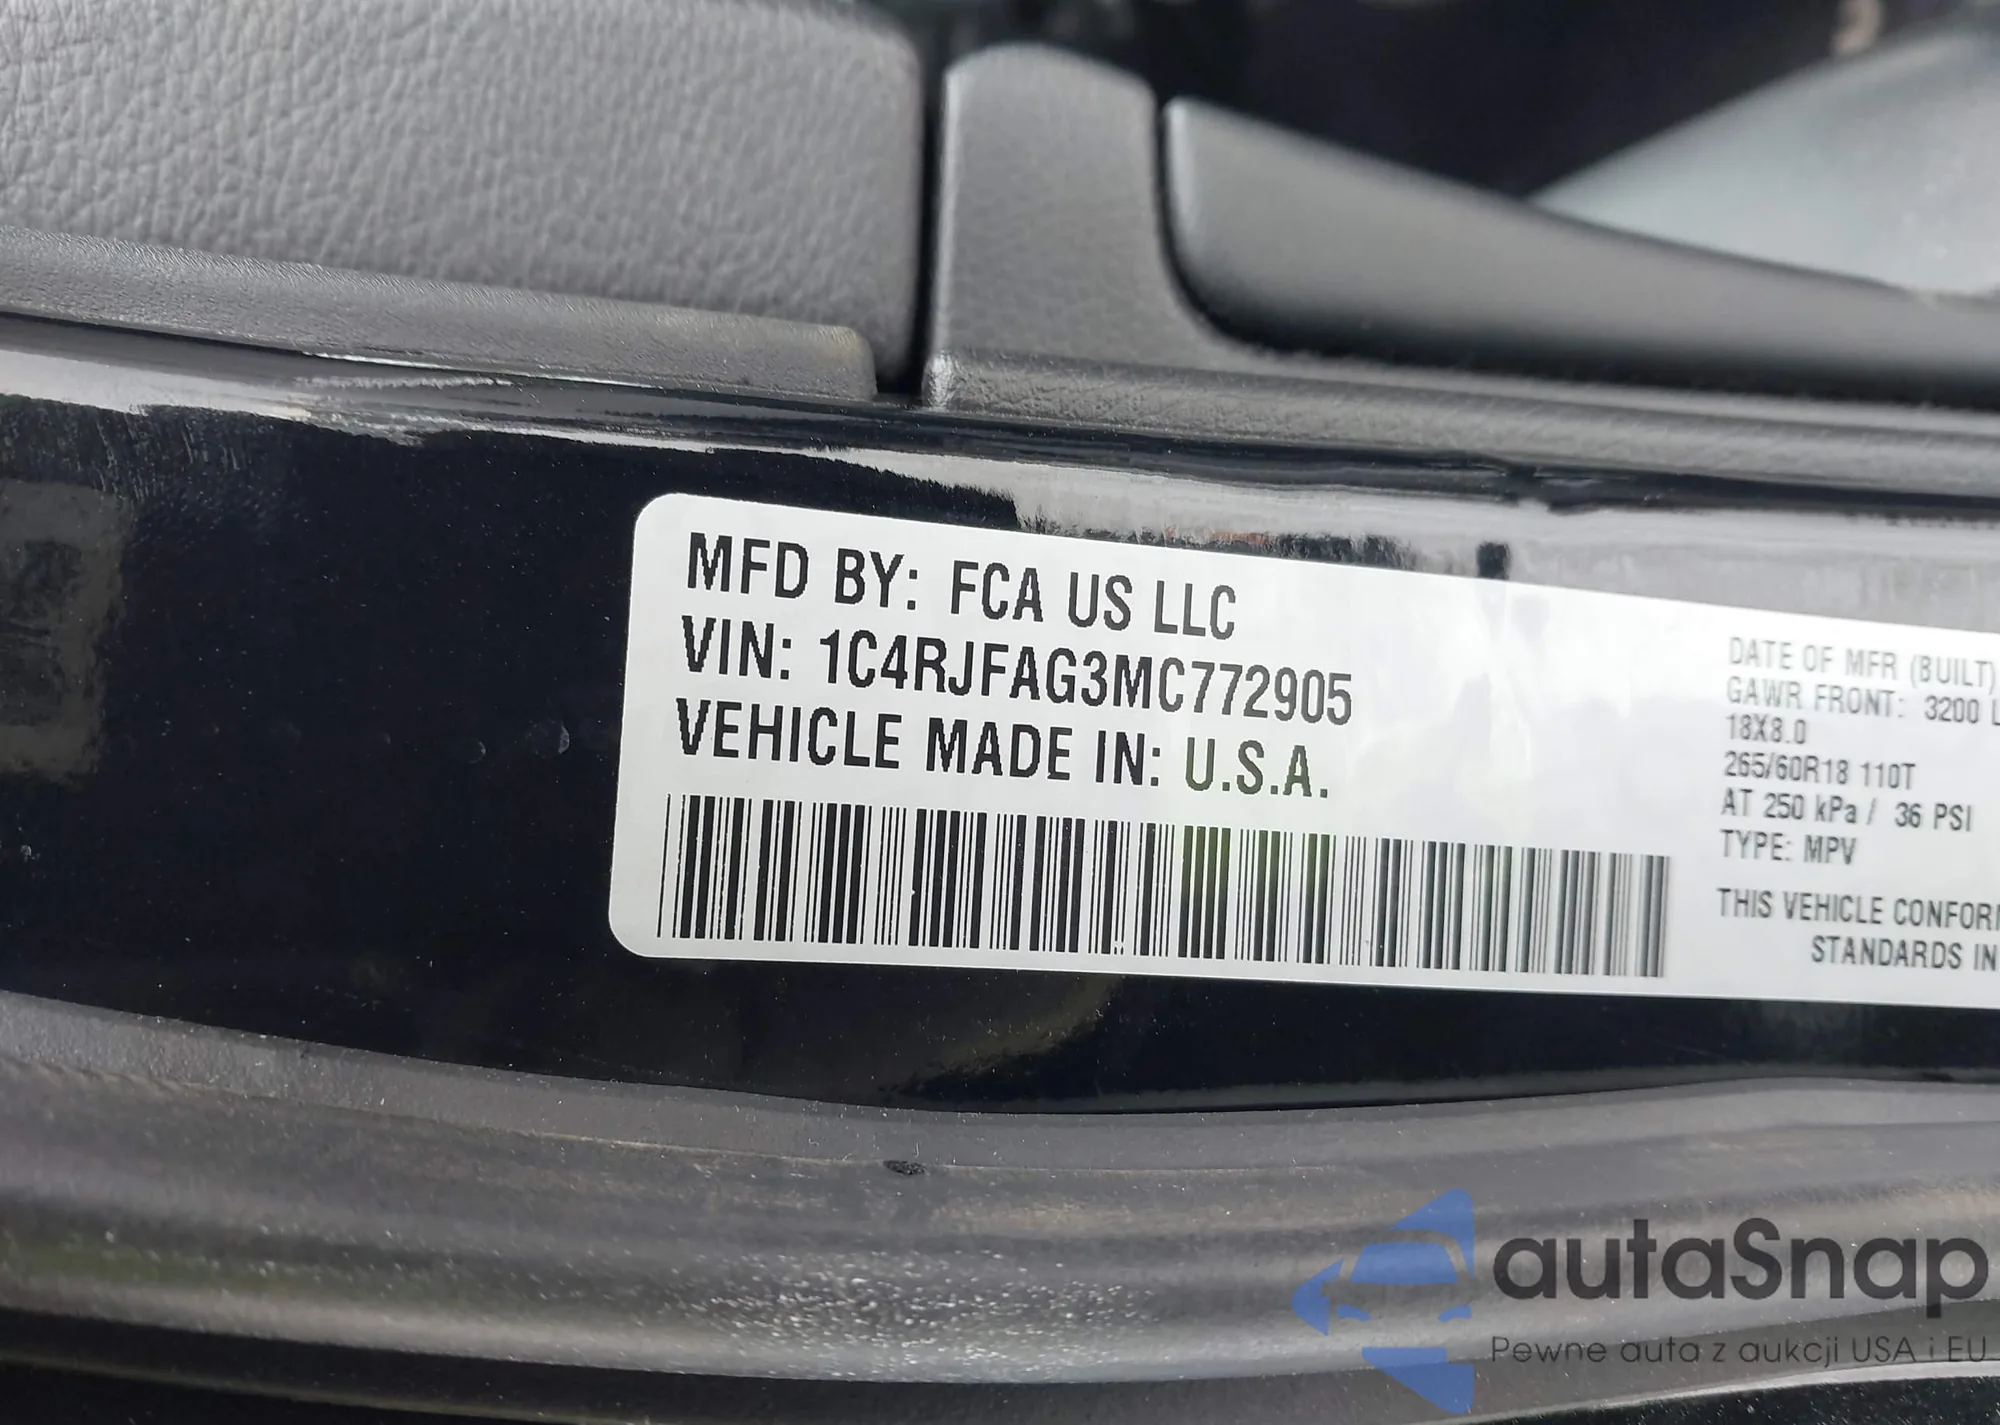 MFD BY: FCA US LLC
VIN: 1C4RJFAG3MC772905
VEHICLE MADE IN: U.S.A.
DATE OF MFR (BUILT)
GAWR FRONT: 3200 L
18X8.0
265/60R18 110T
AT 250 kPa / 36 PSI
TYPE: MPV
THIS VEHICLE CONFOR
STANDARDS IN
autaSnap
Pewne auta z aukcji USA i EU